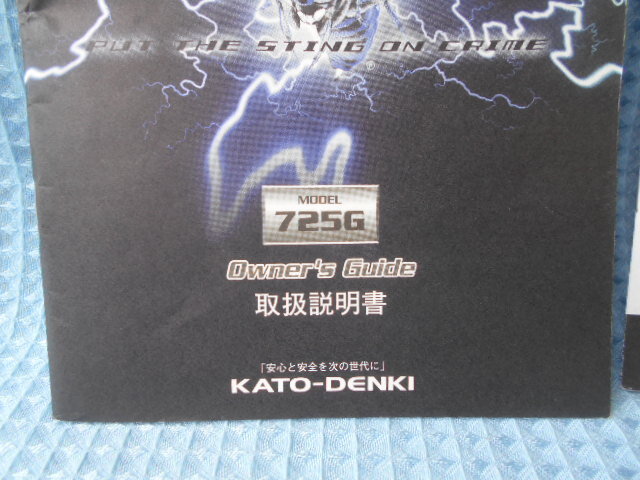 PUT THE STING ON CRIME
®
MODEL
725G
Owner's Guide
取扱説明書
「安心と安全を次の世代に」
KATO-DENKI